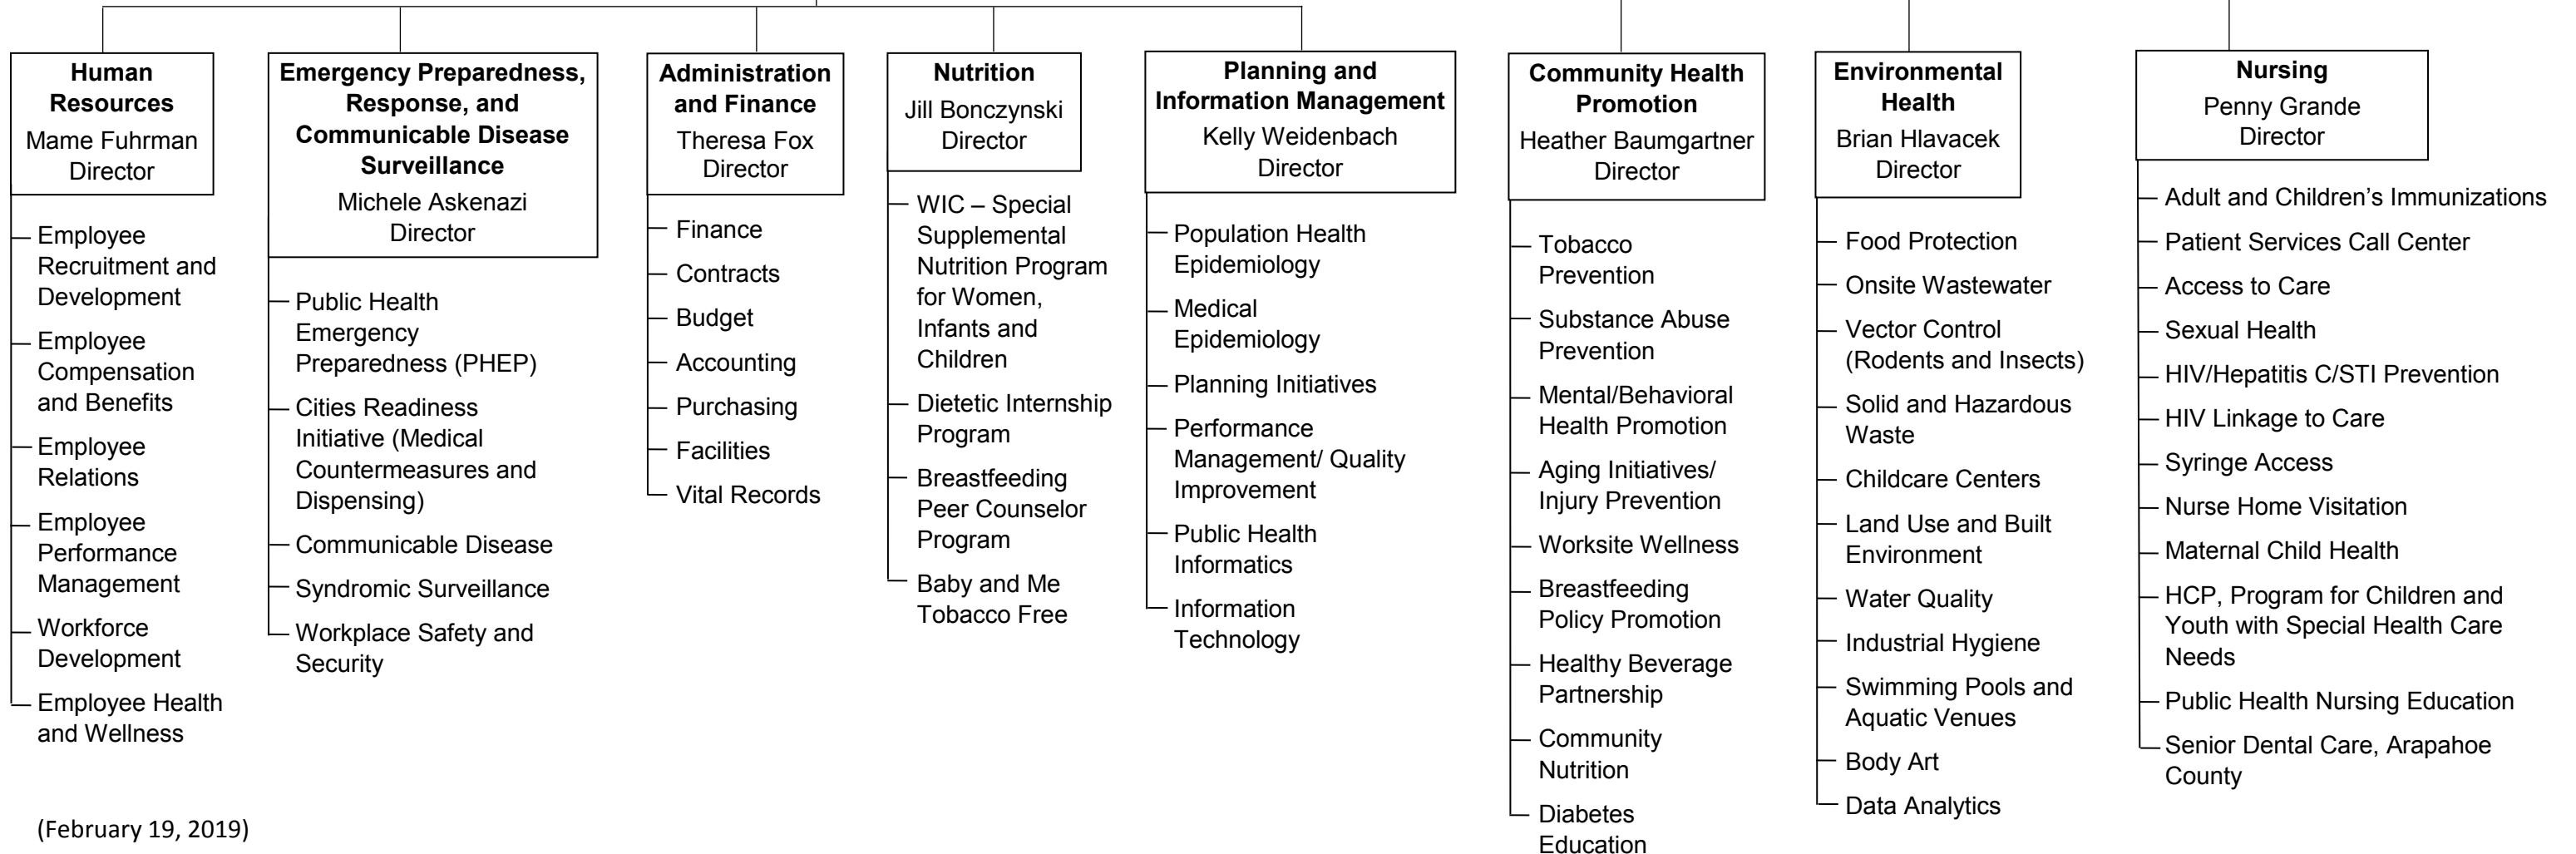 Human
Resources
Mame Fuhrman
Director
Employee
Recruitment and
Development
Employee
Compensation
and Benefits
Employee
Relations
Employee
Performance
Management
Workforce
Development
Employee Health
and Wellness
Emergency Preparedness,
Response, and
Communicable Disease
Surveillance
Michele Askenazi
Director
Public Health
Emergency
Preparedness (PHEP)
Cities Readiness
Initiative (Medical
Countermeasures and
Dispensing)
Communicable Disease
Syndromic Surveillance
Workplace Safety and
Security
Administration
and Finance
Theresa Fox
Director
Finance
Contracts
Budget
Accounting
Purchasing
Facilities
Vital Records
Nutrition
Jill Bonczynski
Director
WIC – Special
Supplemental
Nutrition Program
for Women,
Infants and
Children
Dietetic Internship
Program
Breastfeeding
Peer Counselor
Program
Baby and Me
Tobacco Free
Planning and
Information Management
Kelly Weidenbach
Director
Population Health
Epidemiology
Medical
Epidemiology
Planning Initiatives
Performance
Management/ Quality
Improvement
Public Health
Informatics
Information
Technology
Community Health
Promotion
Heather Baumgartner
Director
Tobacco
Prevention
Substance Abuse
Prevention
Mental/Behavioral
Health Promotion
Aging Initiatives/
Injury Prevention
Worksite Wellness
Breastfeeding
Policy Promotion
Healthy Beverage
Partnership
Community
Nutrition
Diabetes
Education
Environmental
Health
Brian Hlavacek
Director
Food Protection
Onsite Wastewater
Vector Control
(Rodents and Insects)
Solid and Hazardous
Waste
Childcare Centers
Land Use and Built
Environment
Water Quality
Industrial Hygiene
Swimming Pools and
Aquatic Venues
Body Art
Data Analytics
Nursing
Penny Grande
Director
Adult and Children’s Immunizations
Patient Services Call Center
Access to Care
Sexual Health
HIV/Hepatitis C/STI Prevention
HIV Linkage to Care
Syringe Access
Nurse Home Visitation
Maternal Child Health
HCP, Program for Children and
Youth with Special Health Care
Needs
Public Health Nursing Education
Senior Dental Care, Arapahoe
County
(February 19, 2019)